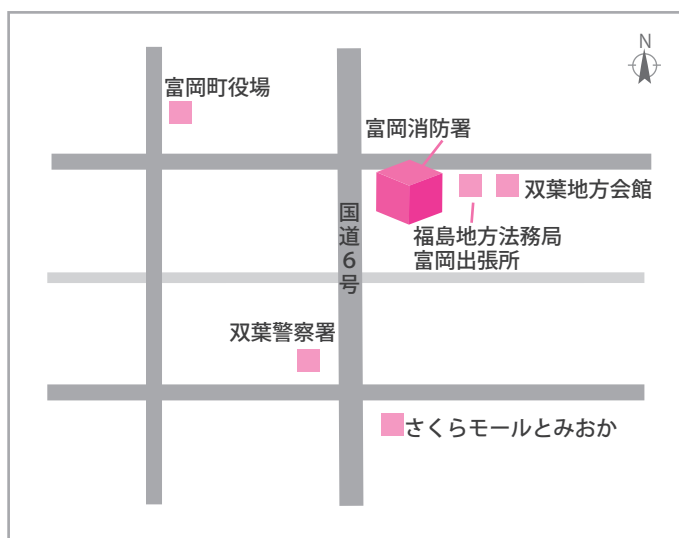 N
富岡町役場
富岡消防署
双葉地方会館
福島地方法務局
富岡出張所
国道6号
双葉警察署
さくらモールとみおか